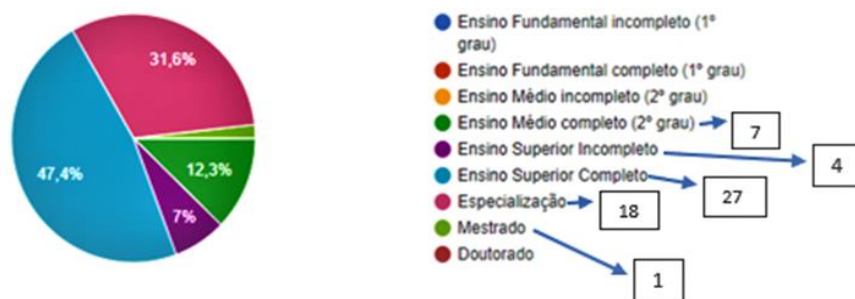 31,6%
47,4%
12,3%
7%
Ensino Fundamental incompleto (1º
grau)
Ensino Fundamental completo (1º grau)
Ensino Médio incompleto (2º grau)
Ensino Médio completo (2º grau)
7
Ensino Superior Incompleto
4
Ensino Superior Completo
27
Especialização
18
Mestrado
Doutorado
1